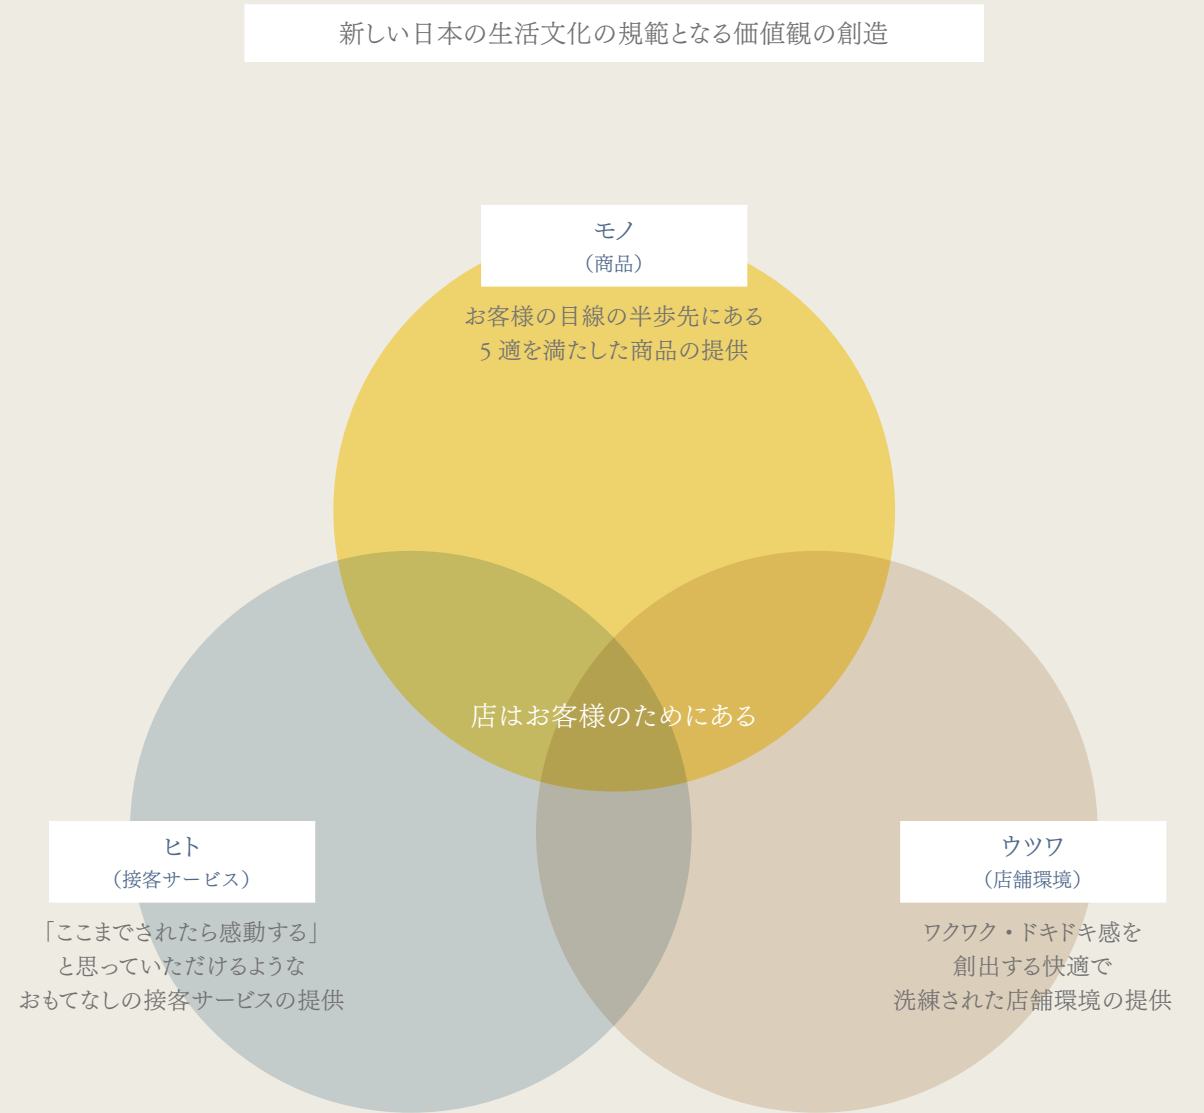 新しい日本の生活文化の規範となる価値観の創造
モノ
（商品）
お客様の目線の半歩先にある
5 適を満たした商品の提供
店はお客様のためにある
ヒト
（接客サービス）
「ここまでされたら感動する」
と思っていただけるような
おもてなしの接客サービスの提供
ウツワ
（店舗環境）
ワクワク・ドキドキ感を
創出する快適で
洗練された店舗環境の提供